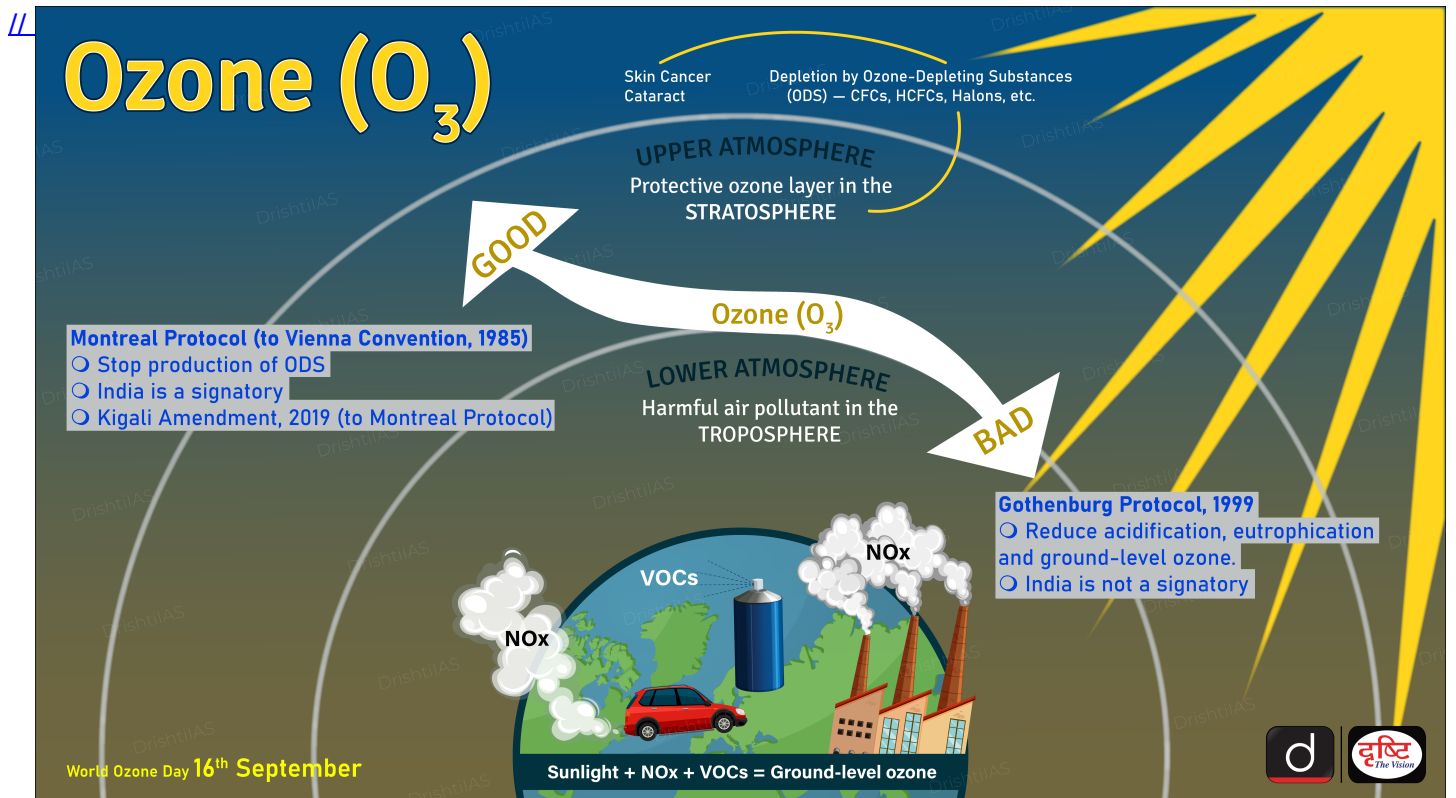 //
Ozone (O3)
Skin Cancer
Cataract
Depletion by Ozone-Depleting Substances
(ODS) — CFCs, HCFCs, Halons, etc.
UPPER ATMOSPHERE
Protective ozone layer in the
STRATOSPHERE
GOOD
Ozone (O3)
BAD
LOWER ATMOSPHERE
Harmful air pollutant in the
TROPOSPHERE
Montreal Protocol (to Vienna Convention, 1985)
❍ Stop production of ODS
❍ India is a signatory
❍ Kigali Amendment, 2019 (to Montreal Protocol)
Gothenburg Protocol, 1999
❍ Reduce acidification, eutrophication
and ground-level ozone.
❍ India is not a signatory
NOx
VOCs
NOx
Sunlight + NOx + VOCs = Ground-level ozone
World Ozone Day 16th September
d
दृष्टि
The Vision
DrishtiIAS